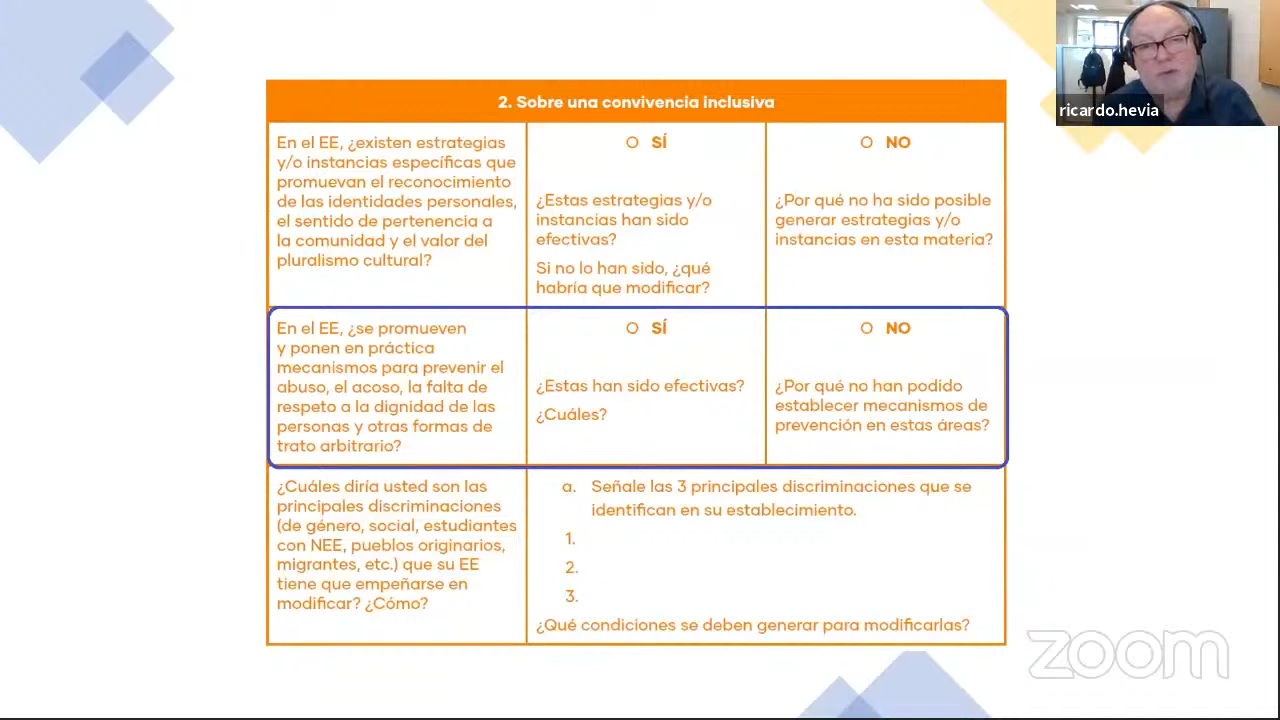 ricardo.hevia
2. Sobre una convivencia inclusiva
En el EE, ¿existen estrategias
y/o instancias específicas que
promuevan el reconocimiento
de las identidades personales,
el sentido de pertenencia a
la comunidad y el valor del
pluralismo cultural?
O SÍ
¿Estas estrategias y/o
instancias han sido
efectivas?
Si no lo han sido, ¿qué
habría que modificar?
O NO
¿Por qué no ha sido posible
generar estrategias y/o
instancias en esta materia?
En el EE, ¿se promueven
y ponen en práctica
mecanismos para prevenir el
abuso, el acoso, la falta de
respeto a la dignidad de las
personas y otras formas de
trato arbitrario?
O SÍ
¿Estas han sido efectivas?
¿Cuáles?
O NO
¿Por qué no han podido
establecer mecanismos de
prevención en estas áreas?
¿Cuáles diría usted son las
principales discriminaciones
(de género, social, estudiantes
con NEE, pueblos originarios,
migrantes, etc.) que su EE
tiene que empeñarse en
modificar? ¿Cómo?
a. Señale las 3 principales discriminaciones que se
identifican en su establecimiento.
1.
2.
3.
¿Qué condiciones se deben generar para modificarlas?
zoom